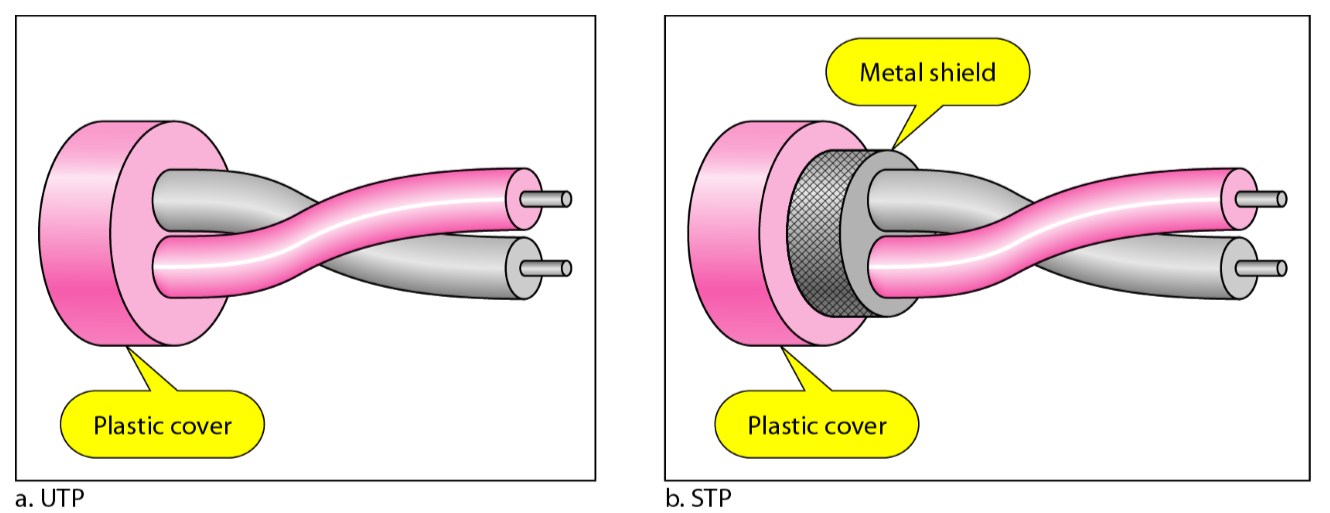 Metal shield
Plastic cover
Plastic cover
a. UTP
b. STP